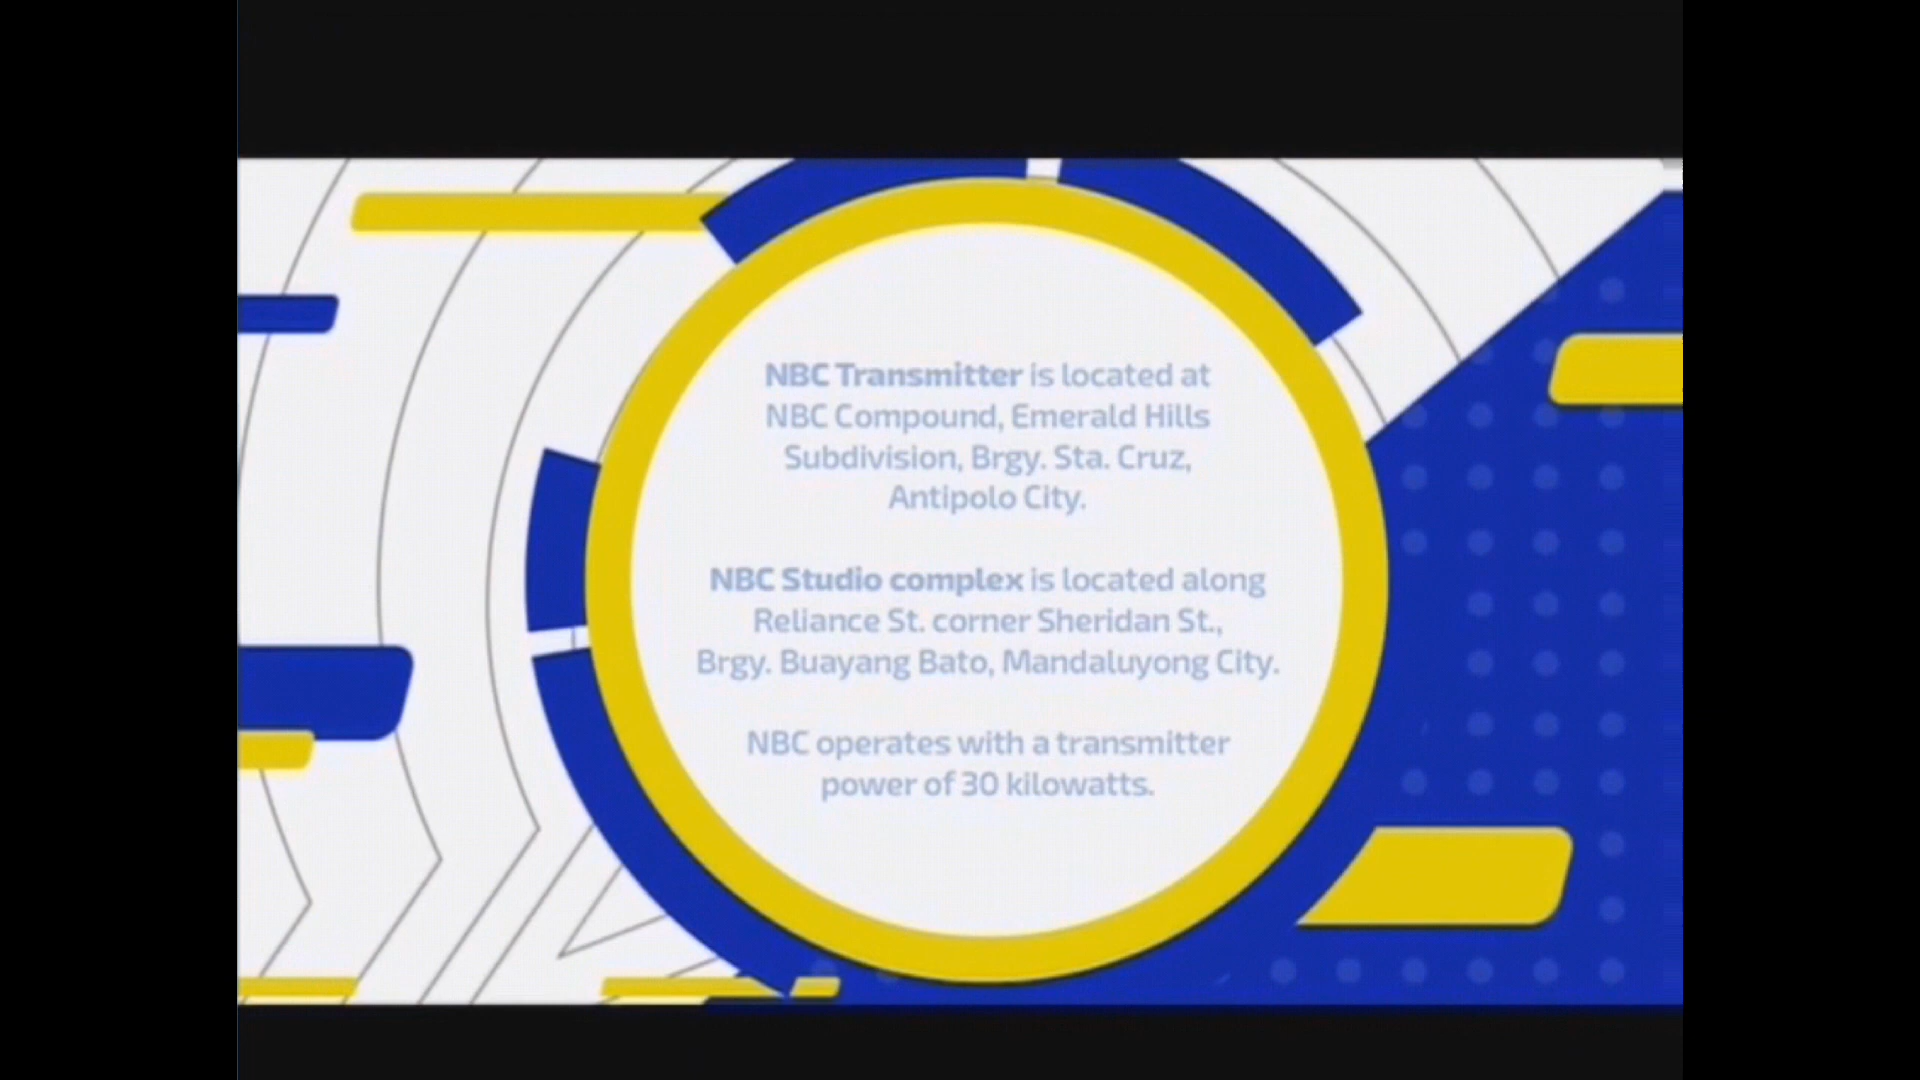 NBC Transmitter is located at
NBC Compound, Emerald Hills
Subdivision, Brgy. Sta. Cruz,
Antipolo City.
NBC Studio complex is located along
Reliance St. corner Sheridan St.,
Brgy. Buayang Bato, Mandaluyong City.
NBC operates with a transmitter
power of 30 kilowatts.